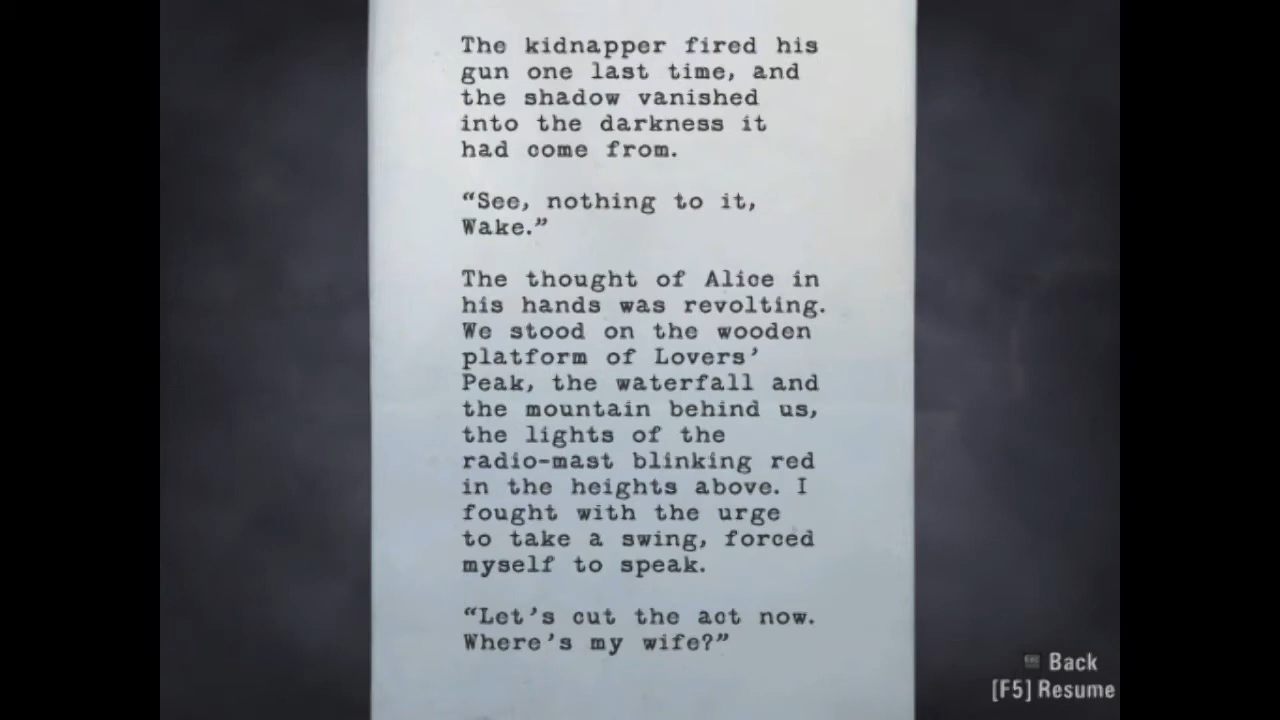 The kidnapper fired his
gun one last time, and
the shadow vanished
into the darkness it
had come from.
“See, nothing to it,
Wake.”
The thought of Alice in
his hands was revolting.
We stood on the wooden
platform of Lovers’
Peak, the waterfall and
the mountain behind us,
the lights of the
radio-mast blinking red
in the heights above. I
fought with the urge
to take a swing, forced
myself to speak.
“Let’s cut the act now.
Where’s my wife?”
Back
[F5] Resume